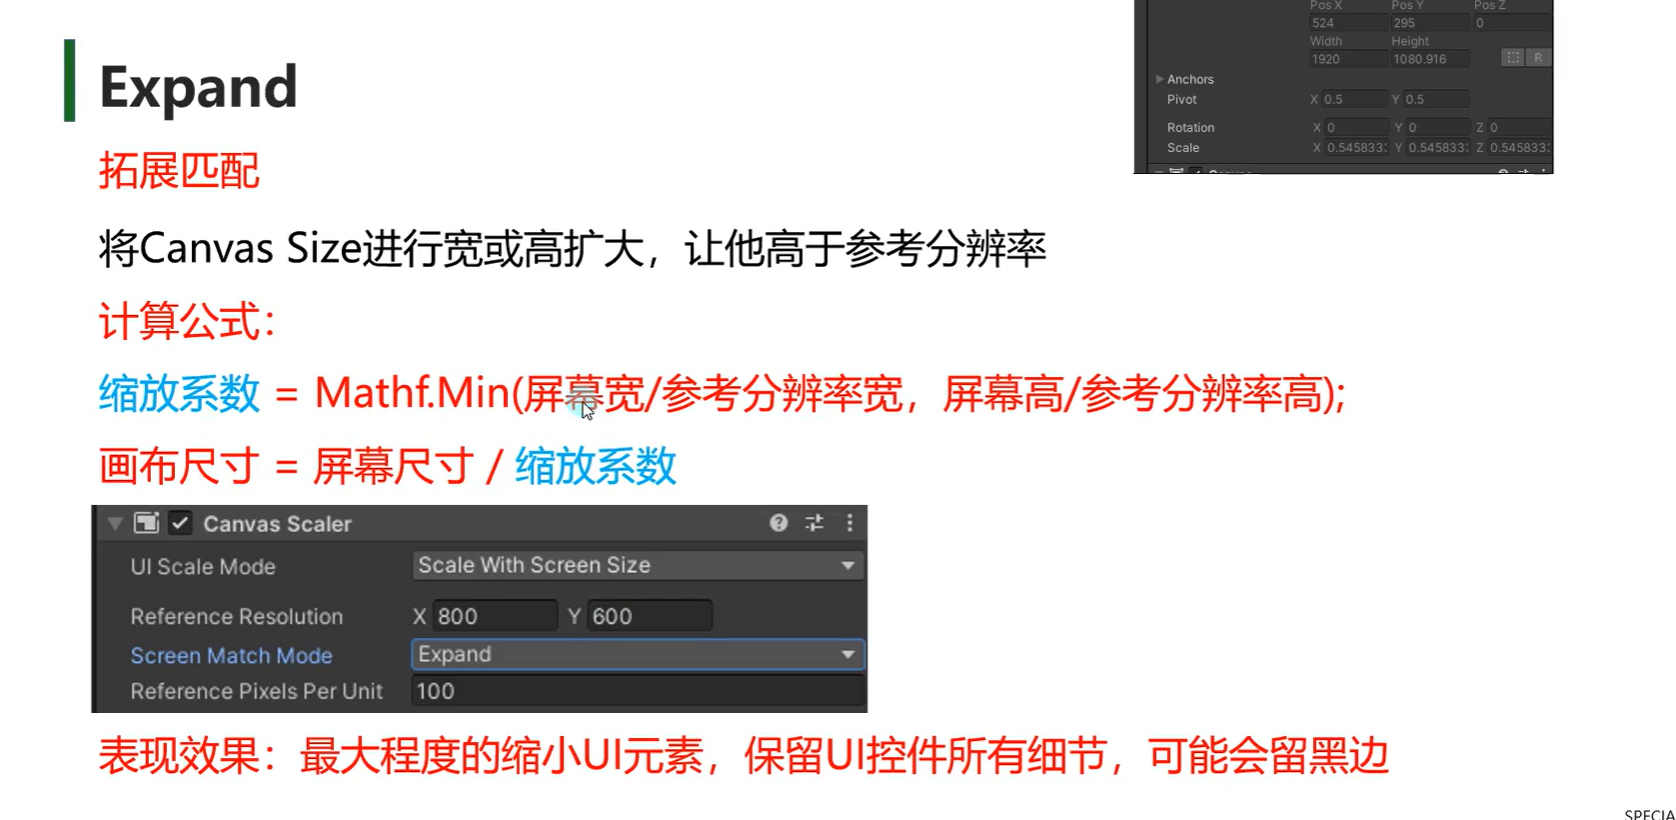 Pos X Pos Y Pos Z
524 295 0
Width Height
1920 1080.916
R
Anchors
Pivot X 0.5 Y 0.5
Rotation X 0 Y 0 Z 0
Scale X 0.545833 Y 0.545833 Z 0.545833
Expand
拓展匹配
将Canvas Size进行宽或高扩大，让他高于参考分辨率
计算公式：
缩放系数 = Mathf.Min(屏幕宽/参考分辨率宽，屏幕高/参考分辨率高);
画布尺寸 = 屏幕尺寸 / 缩放系数
Canvas Scaler
UI Scale Mode Scale With Screen Size
Reference Resolution X 800 Y 600
Screen Match Mode Expand
Reference Pixels Per Unit 100
表现效果：最大程度的缩小UI元素，保留UI控件所有细节，可能会留黑边
SPECIA